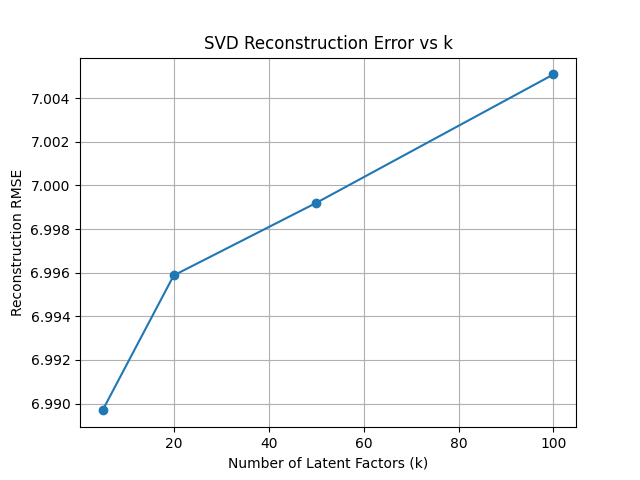 SVD Reconstruction Error vs k
7.004
7.002
7.000
6.998
6.996
6.994
6.992
6.990
Reconstruction RMSE
20 40 60 80 100
Number of Latent Factors (k)